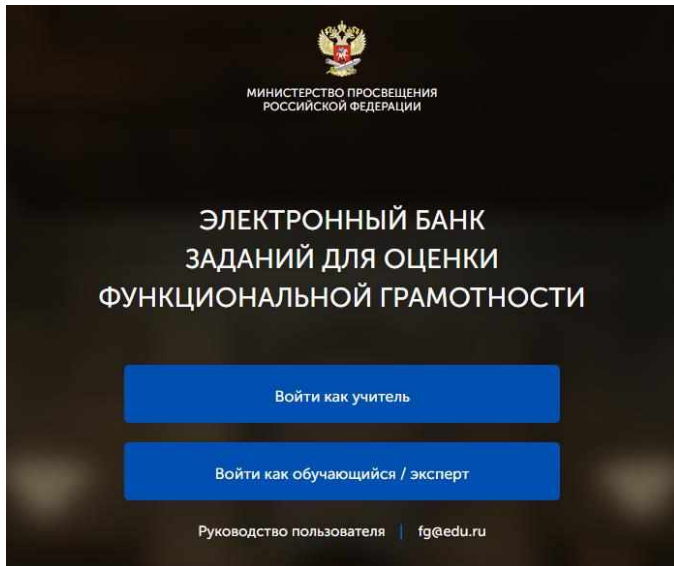 МИНИСТЕРСТВО ПРОСВЕЩЕНИЯ
РОССИЙСКОЙ ФЕДЕРАЦИИ
ЭЛЕКТРОННЫЙ БАНК
ЗАДАНИЙ ДЛЯ ОЦЕНКИ
ФУНКЦИОНАЛЬНОЙ ГРАМОТНОСТИ
Войти как учитель
Войти как обучающийся / эксперт
Руководство пользователя | fg@edu.ru